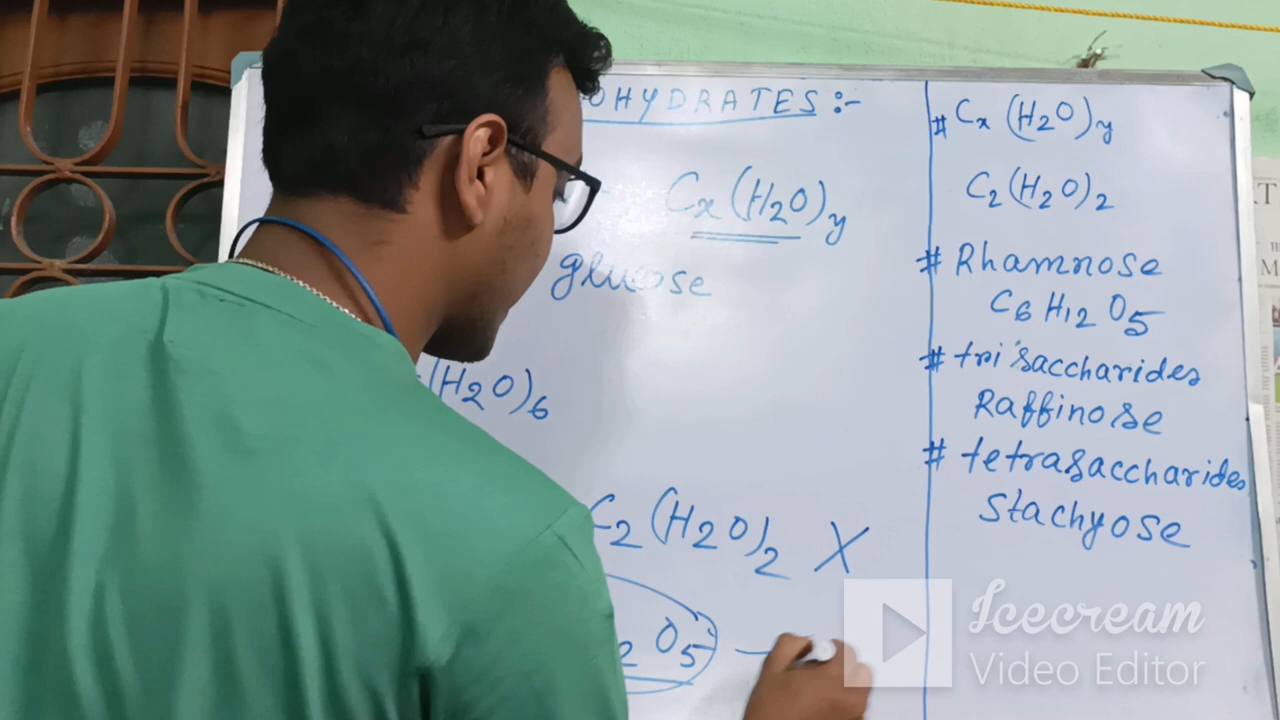 OHYDRATES :-
Cx (H2O)y
glucose
(H2O)6
C2 (H2O)2 X
2 O5 -
# Cx (H2O)y
C2 (H2O)2
# Rhamnose
C6 H12 O5
# trisaccharides
Raffinose
# tetrasaccharides
Stachyose
Icecream
Video Editor